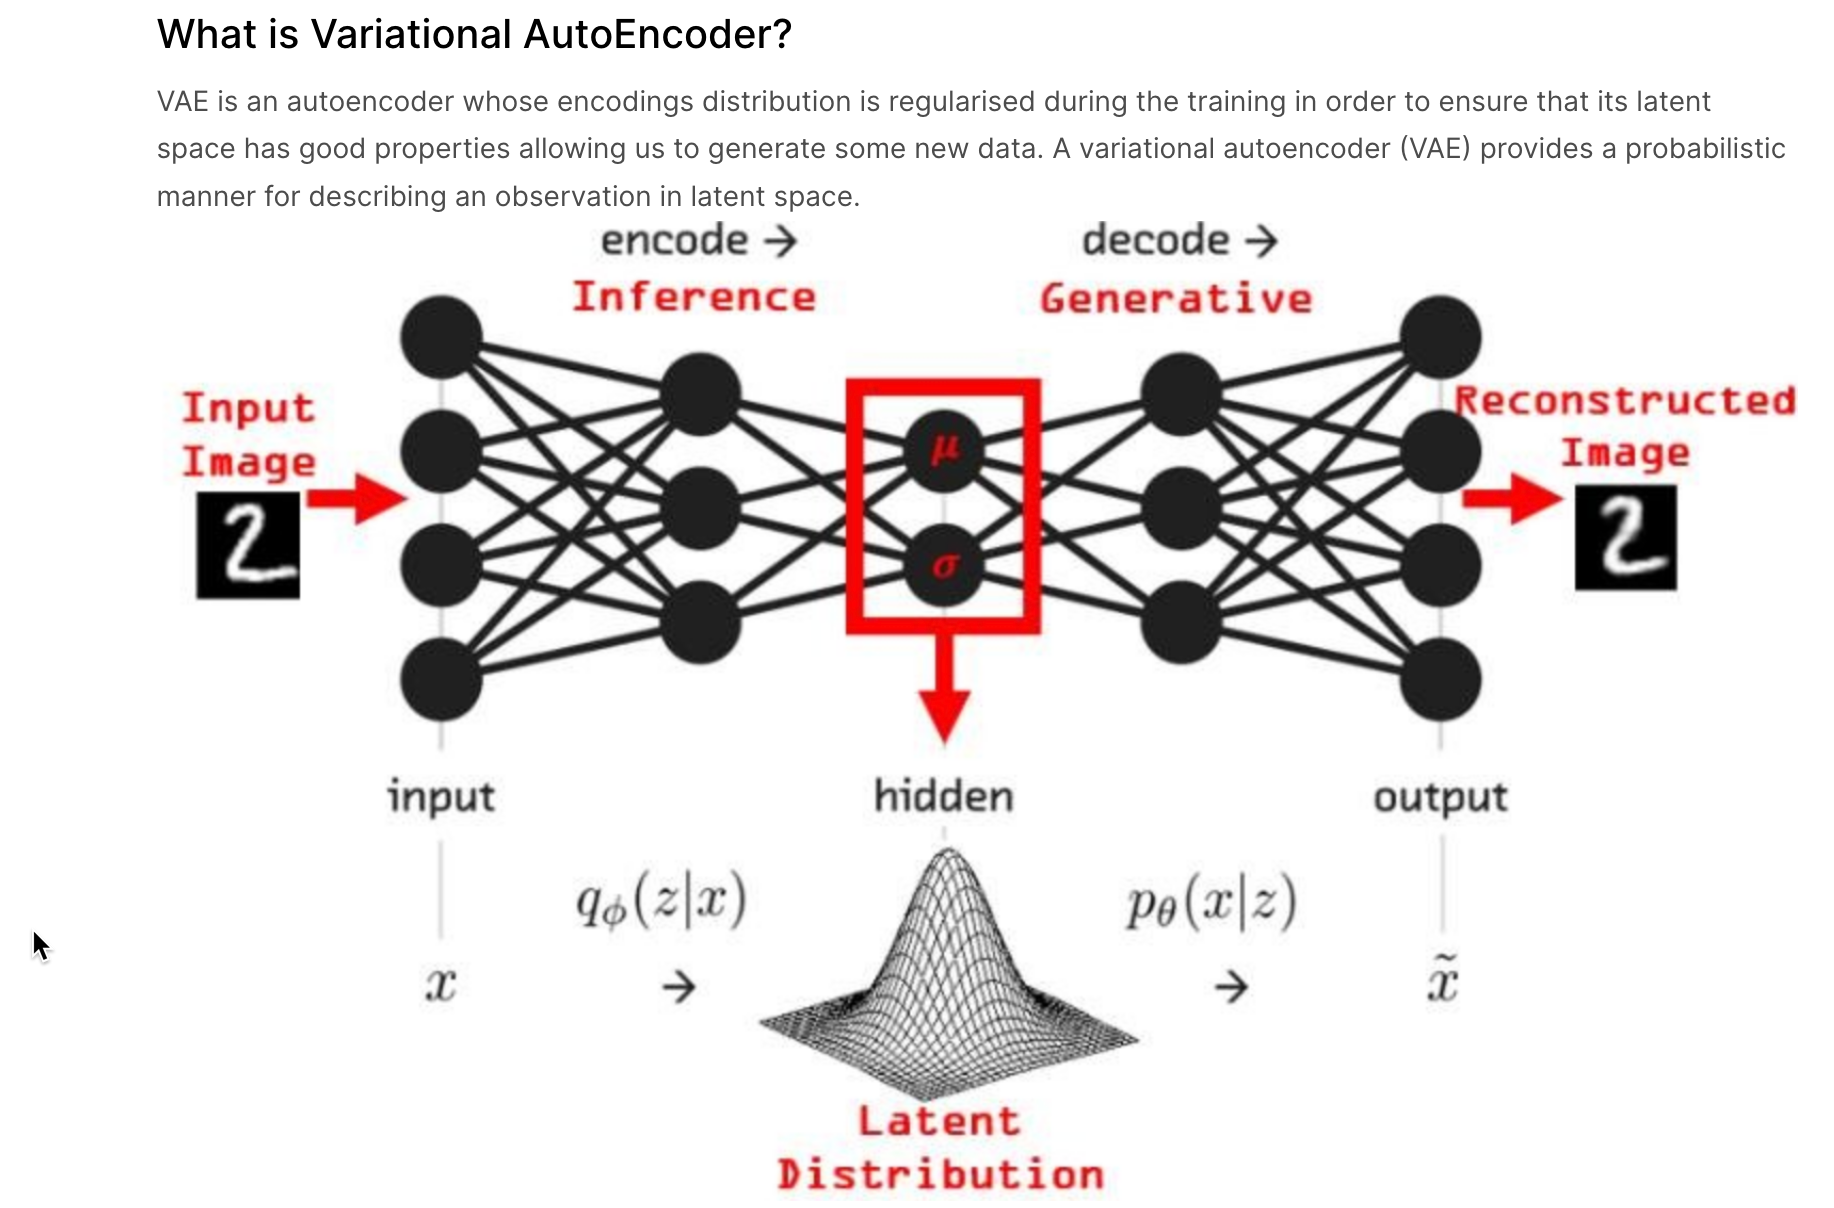 What is Variational AutoEncoder?
VAE is an autoencoder whose encodings distribution is regularised during the training in order to ensure that its latent
space has good properties allowing us to generate some new data. A variational autoencoder (VAE) provides a probabilistic
manner for describing an observation in latent space.
encode →
decode →
Inference
Generative
Input
Image
μ
σ
Reconstructed
Image
2
2
input
hidden
output
qϕ(z|x)
pθ(x|z)
x
→
→
x̃
Latent
Distribution